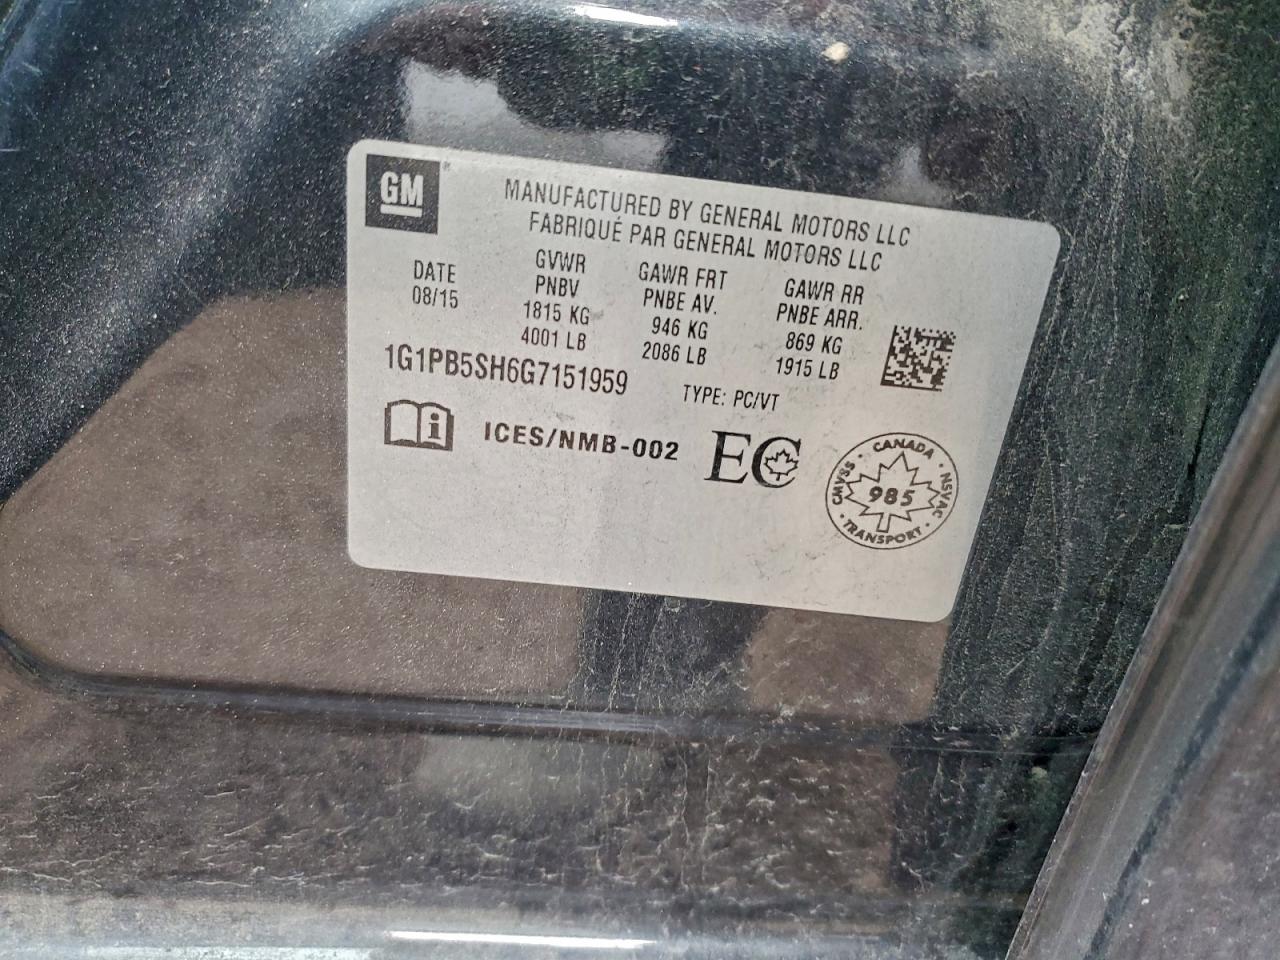 GM
MANUFACTURED BY GENERAL MOTORS LLC
FABRIQUÉ PAR GENERAL MOTORS LLC
DATE
08/15
GVWR
PNBV
1815 KG
4001 LB
GAWR FRT
PNBE AV.
946 KG
2086 LB
GAWR RR
PNBE ARR.
869 KG
1915 LB
1G1PB5SH6G7151959
TYPE: PC/VT
i
ICES/NMB-002
EC
CANADA · NSVAC · TRANSPORT · CMVSS
985